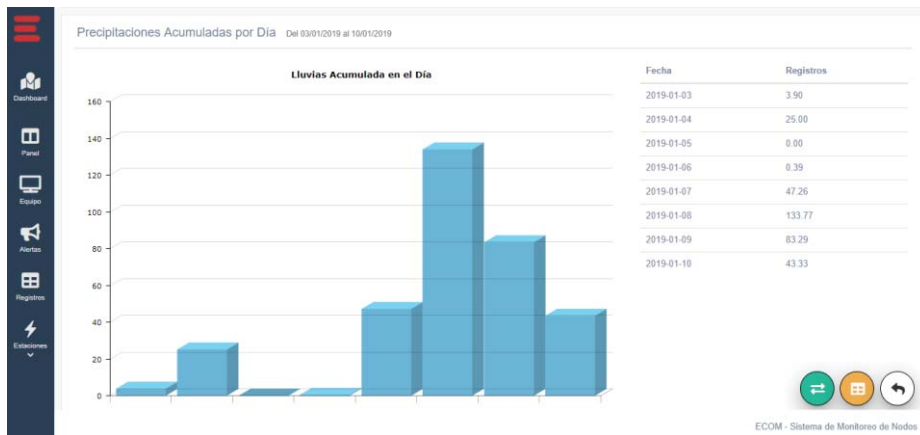 Precipitaciones Acumuladas por Día Del 03/01/2019 al 10/01/2019
Dashboard
Panel
Equipo
Alertas
Registros
Estaciones
Lluvias Acumulada en el Día
160
140
120
100
80
60
40
20
0
Fecha Registros
2019-01-03 3.90
2019-01-04 25.00
2019-01-05 0.00
2019-01-06 0.39
2019-01-07 47.26
2019-01-08 133.77
2019-01-09 83.29
2019-01-10 43.33
ECOM - Sistema de Monitoreo de Nodos